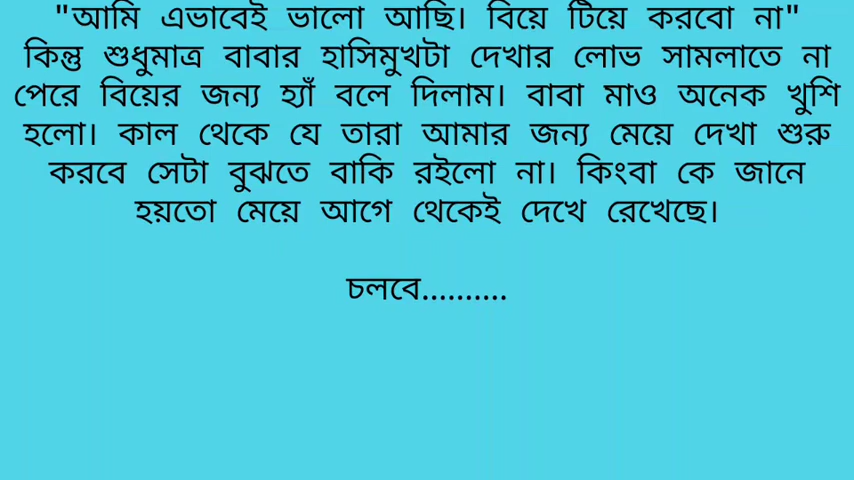 "আমি এভাবেই ভালো আছি। বিয়ে টিয়ে করবো না"
কিন্তু শুধুমাত্র বাবার হাসিমুখটা দেখার লোভ সামলাতে না
পেরে বিয়ের জন্য হ্যাঁ বলে দিলাম। বাবা মাও অনেক খুশি
হলো। কাল থেকে যে তারা আমার জন্য মেয়ে দেখা শুরু
করবে সেটা বুঝতে বাকি রইলো না। কিংবা কে জানে
হয়তো মেয়ে আগে থেকেই দেখে রেখেছে।
চলবে..........